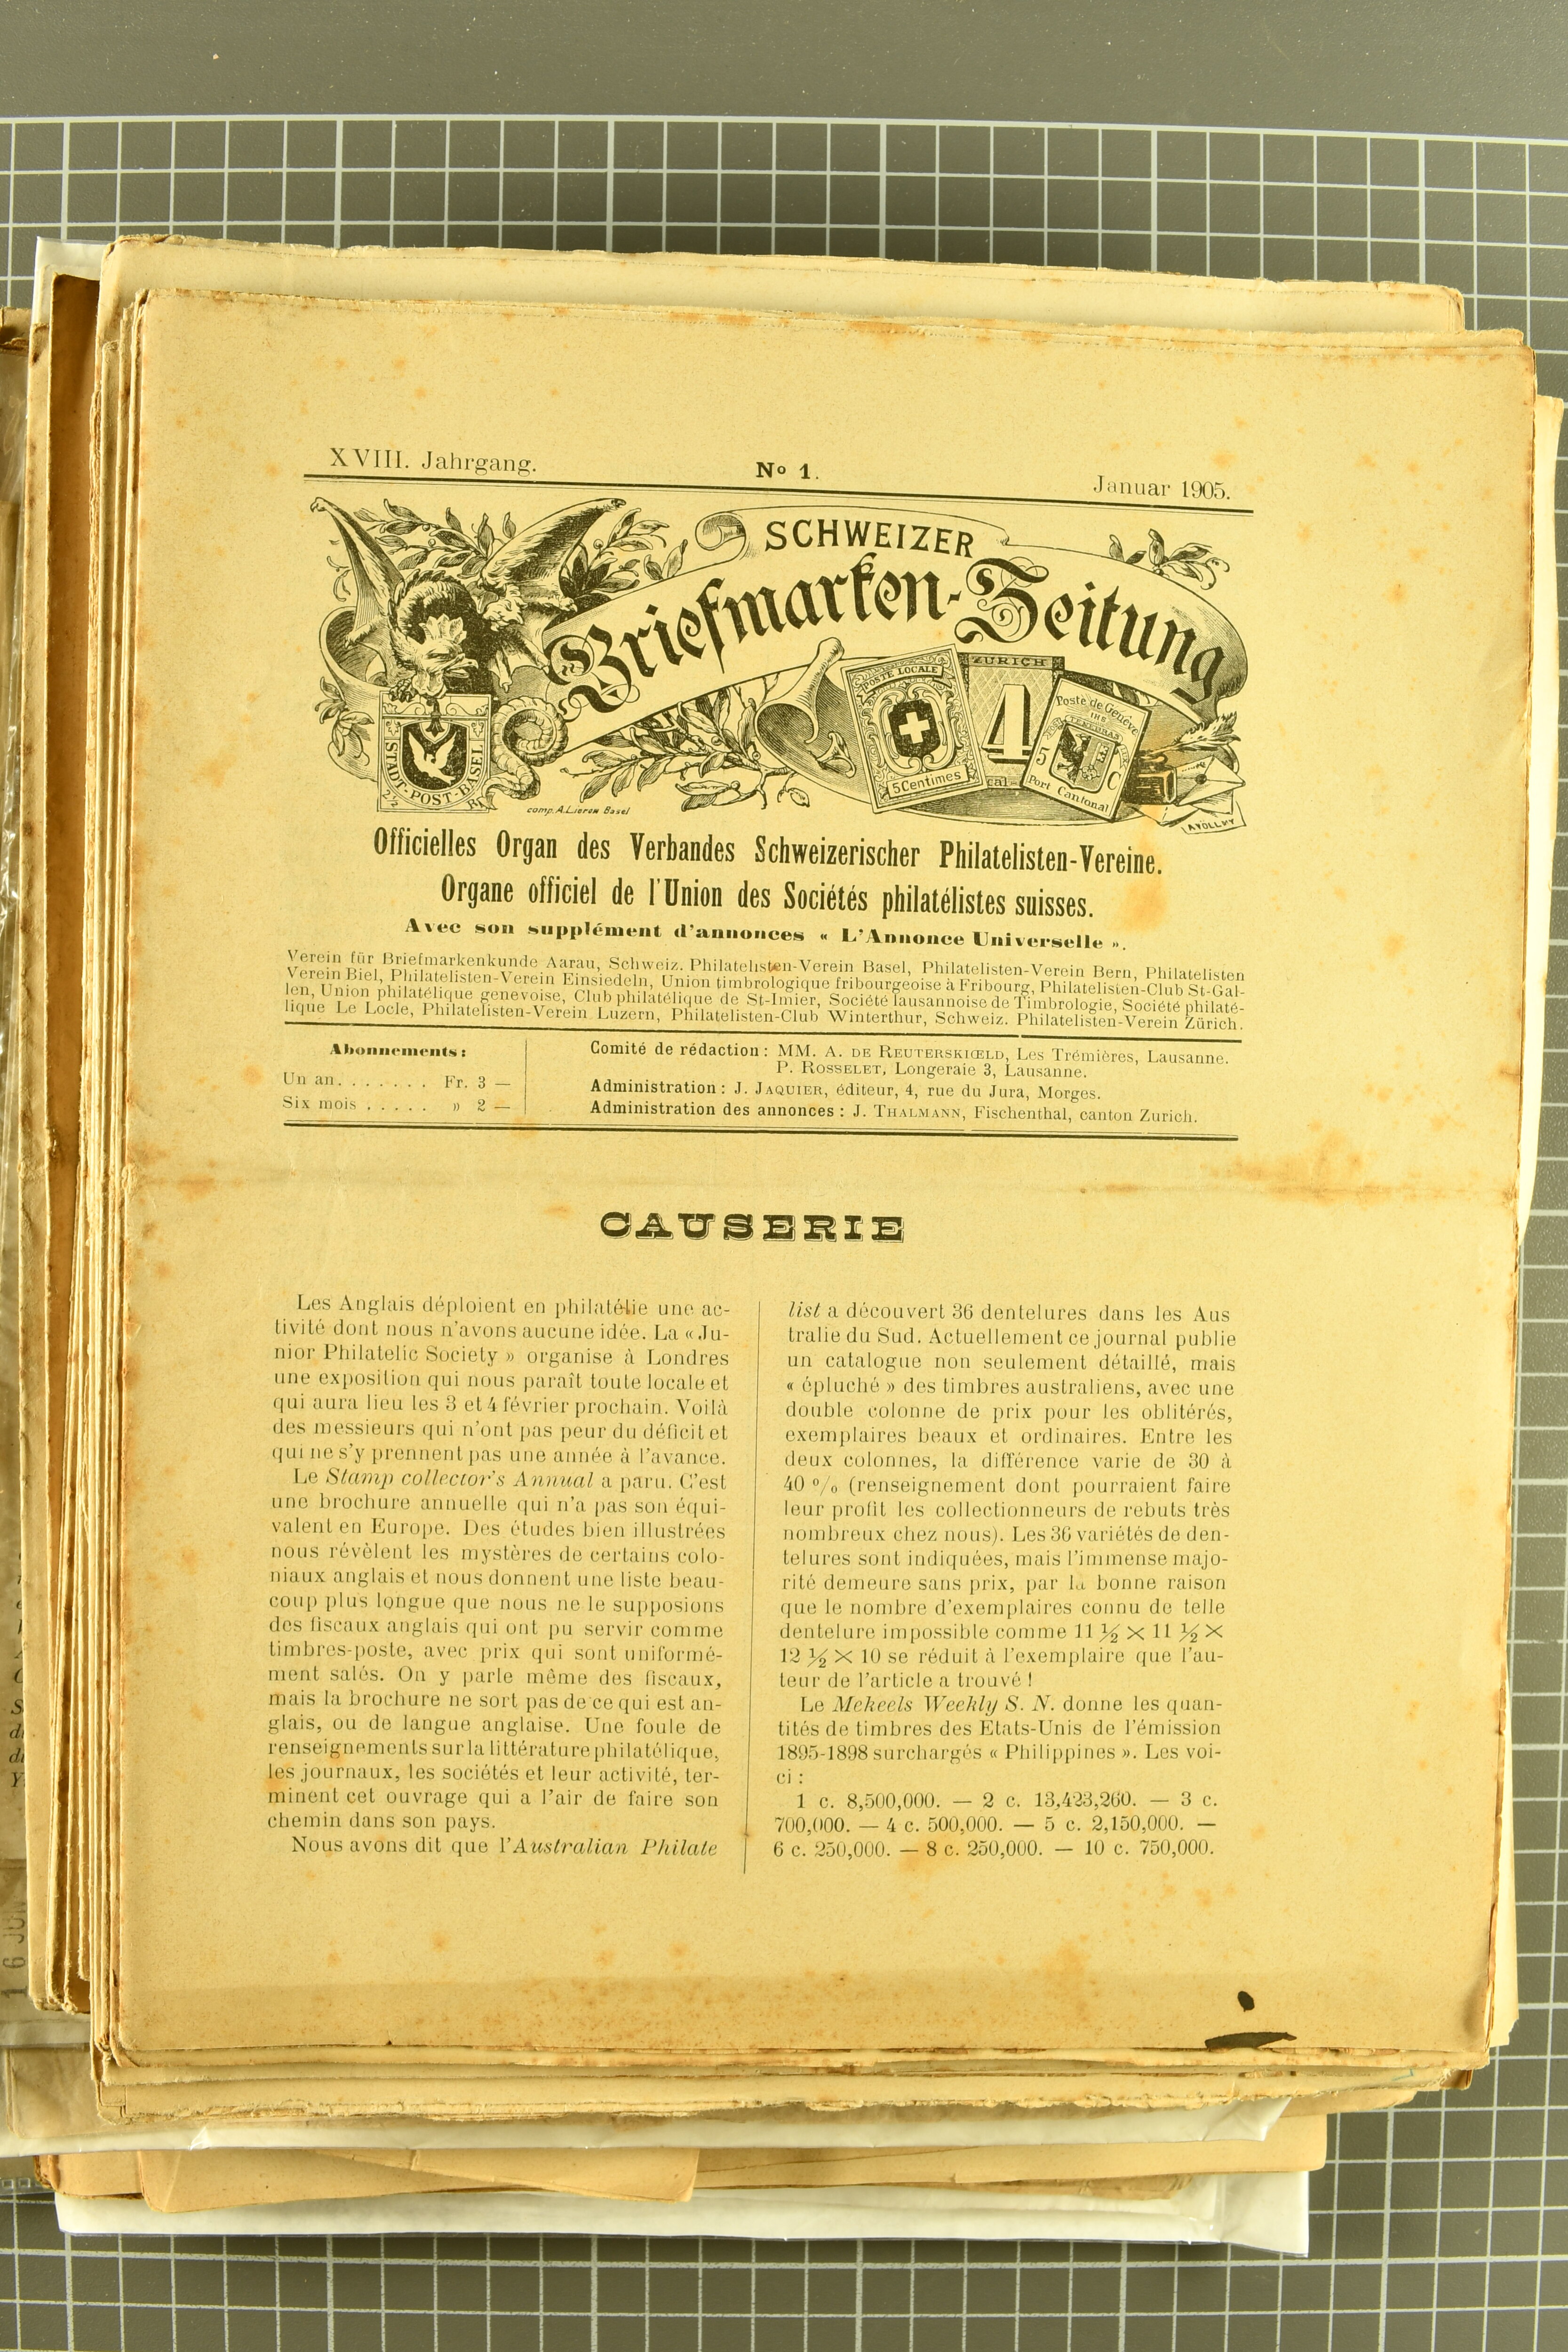 XVIII. Jahrgang.
No 1.
Januar 1905.
SCHWEIZER
Briefmarken-Zeitung
POSTE LOCALE
5 Centimes
ZURICH
4
cal-
Poste de Genève
5 C
Port Cantonal
STADT-POST-BASEL
2½
comp. A. Lieron Basel
Officielles Organ des Verbandes Schweizerischer Philatelisten-Vereine.
Organe officiel de l'Union des Sociétés philatélistes suisses.
Avec son supplément d'annonces « L'Annonce Universelle ».
Verein für Briefmarkenkunde Aarau, Schweiz. Philatelisten-Verein Basel, Philatelisten-Verein Bern, Philatelisten
Verein Biel, Philatelisten-Verein Einsiedeln, Union timbrologique fribourgeoise à Fribourg, Philatelisten-Club St-Gal-
len, Union philatélique genevoise, Club philatélique de St-Imier, Société lausannoise de Timbrologie, Société philaté-
lique Le Locle, Philatelisten-Verein Luzern, Philatelisten-Club Winterthur, Schweiz. Philatelisten-Verein Zürich.
Abonnements:
Un an. . . . . . . Fr. 3 —
Six mois . . . . . » 2 —
Comité de rédaction : MM. A. DE REUTERSKIŒLD, Les Trémières, Lausanne.
P. ROSSELET, Longeraie 3, Lausanne.
Administration : J. JAQUIER, éditeur, 4, rue du Jura, Morges.
Administration des annonces : J. THALMANN, Fischenthal, canton Zurich.
CAUSERIE
Les Anglais déploient en philatélie une ac-
tivité dont nous n'avons aucune idée. La « Ju-
nior Philatelic Society » organise à Londres
une exposition qui nous paraît toute locale et
qui aura lieu les 3 et 4 février prochain. Voilà
des messieurs qui n'ont pas peur du déficit et
qui ne s'y prennent pas une année à l'avance.
Le Stamp collector's Annual a paru. C'est
une brochure annuelle qui n'a pas son équi-
valent en Europe. Des études bien illustrées
nous révèlent les mystères de certains colo-
niaux anglais et nous donnent une liste beau-
coup plus longue que nous ne le supposions
des fiscaux anglais qui ont pu servir comme
timbres-poste, avec prix qui sont uniformé-
ment salés. On y parle même des fiscaux,
mais la brochure ne sort pas de ce qui est an-
glais, ou de langue anglaise. Une foule de
renseignements sur la littérature philatélique,
les journaux, les sociétés et leur activité, ter-
minent cet ouvrage qui a l'air de faire son
chemin dans son pays.
Nous avons dit que l'Australian Philate
list a découvert 36 dentelures dans les Aus
tralie du Sud. Actuellement ce journal publie
un catalogue non seulement détaillé, mais
« épluché » des timbres australiens, avec une
double colonne de prix pour les oblitérés,
exemplaires beaux et ordinaires. Entre les
deux colonnes, la différence varie de 30 à
40 % (renseignement dont pourraient faire
leur profit les collectionneurs de rebuts très
nombreux chez nous). Les 36 variétés de den-
telures sont indiquées, mais l'immense majo-
rité demeure sans prix, par la bonne raison
que le nombre d'exemplaires connu de telle
dentelure impossible comme 11 ½ × 11 ½ ×
12 ½ × 10 se réduit à l'exemplaire que l'au-
teur de l'article a trouvé !
Le Mekeels Weekly S. N. donne les quan-
tités de timbres des Etats-Unis de l'émission
1895-1898 surchargés « Philippines ». Les voi-
ci :
1 c. 8,500,000. — 2 c. 13,423,260. — 3 c.
700,000. — 4 c. 500,000. — 5 c. 2,150,000. —
6 c. 250,000. — 8 c. 250,000. — 10 c. 750,000.
16 JUN